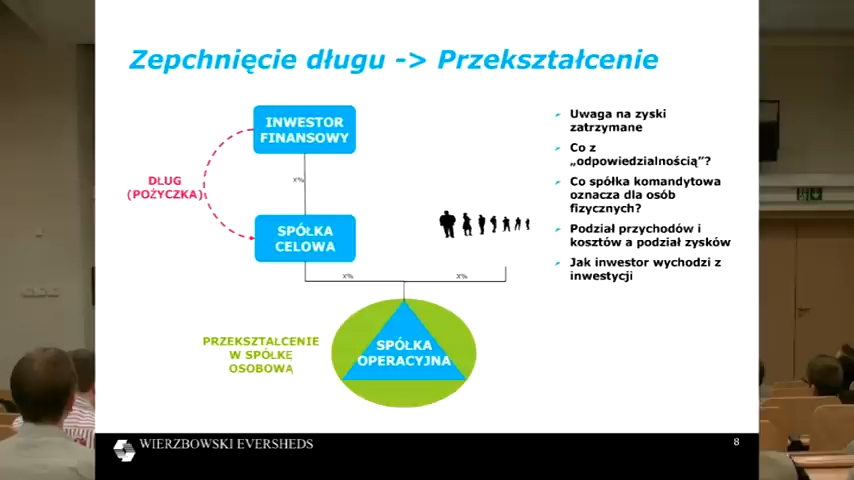 Zepchnięcie długu -> Przekształcenie
INWESTOR
FINANSOWY
DŁUG
(POŻYCZKA)
X%
SPÓŁKA
CELOWA
X%
X%
PRZEKSZTAŁCENIE
W SPÓŁKĘ
OSOBOWĄ
SPÓŁKA
OPERACYJNA
Uwaga na zyski
zatrzymane
Co z
„odpowiedzialnością”?
Co spółka komandytowa
oznacza dla osób
fizycznych?
Podział przychodów i
kosztów a podział zysków
Jak inwestor wychodzi z
inwestycji
WIERZBOWSKI EVERSHEDS
8